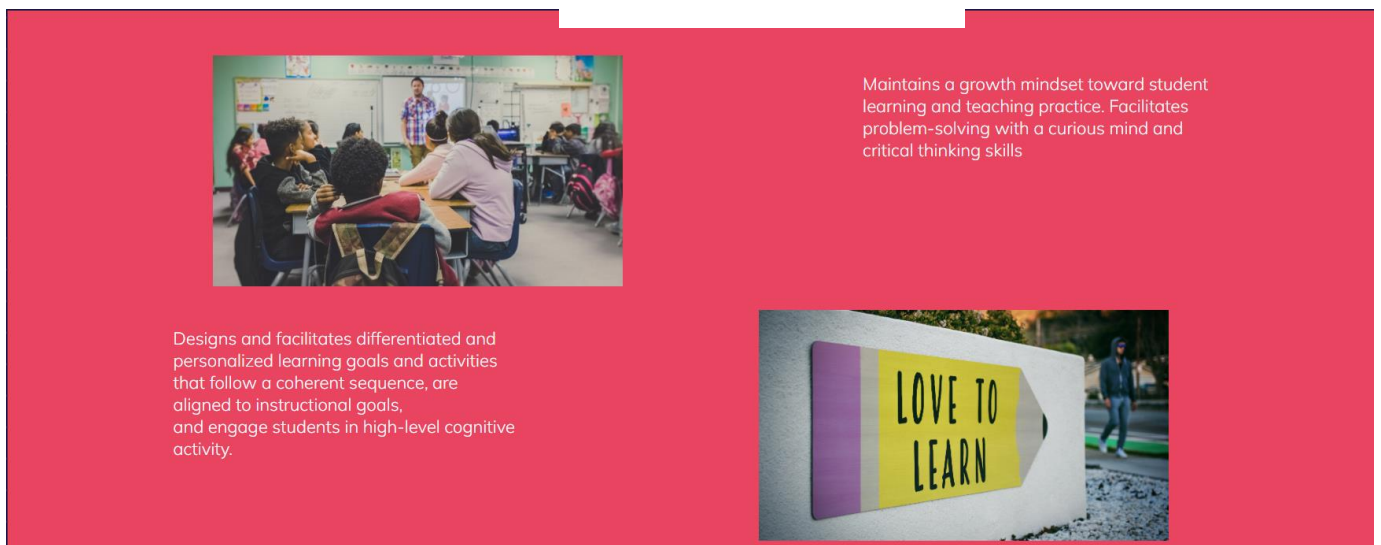 Maintains a growth mindset toward student
learning and teaching practice. Facilitates
problem-solving with a curious mind and
critical thinking skills
Designs and facilitates differentiated and
personalized learning goals and activities
that follow a coherent sequence, are
aligned to instructional goals,
and engage students in high-level cognitive
activity.
LOVE TO
LEARN